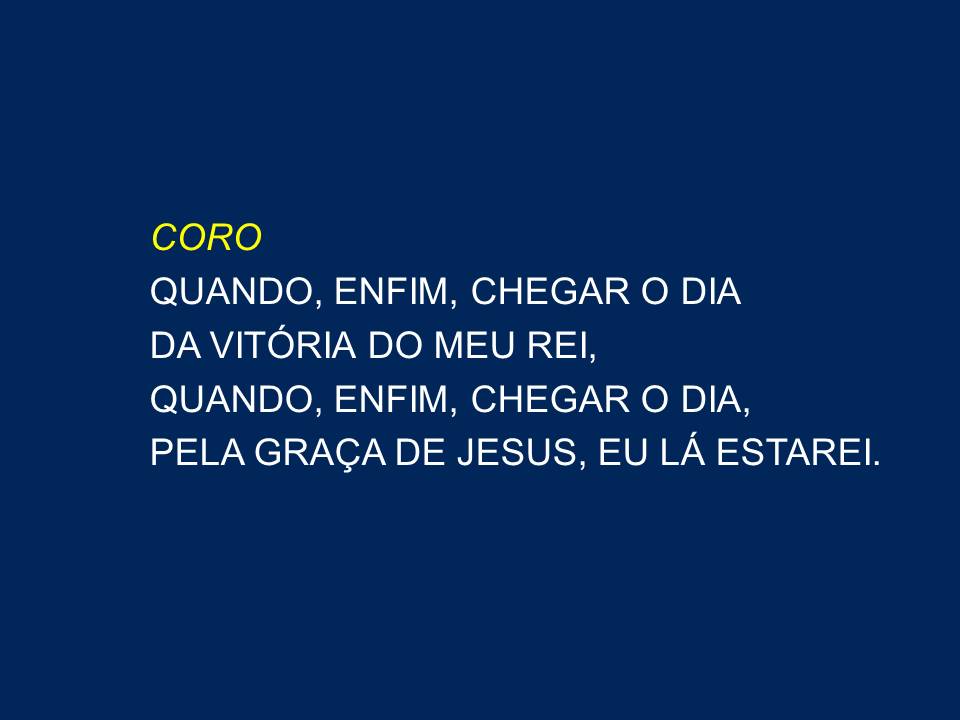 CORO
QUANDO, ENFIM, CHEGAR O DIA
DA VITÓRIA DO MEU REI,
QUANDO, ENFIM, CHEGAR O DIA,
PELA GRAÇA DE JESUS, EU LÁ ESTAREI.